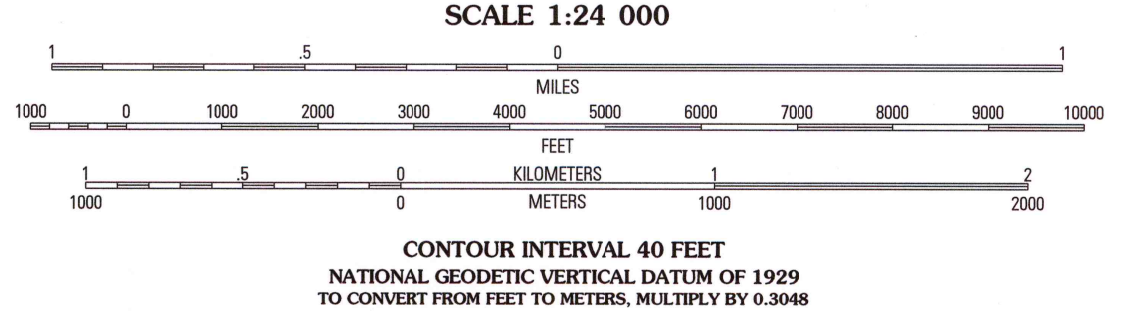 SCALE 1:24 000
1 .5 0 1
MILES
1000 0 1000 2000 3000 4000 5000 6000 7000 8000 9000 10000
FEET
1 .5 0 KILOMETERS 1 2
1000 0 METERS 1000 2000
CONTOUR INTERVAL 40 FEET
NATIONAL GEODETIC VERTICAL DATUM OF 1929
TO CONVERT FROM FEET TO METERS, MULTIPLY BY 0.3048